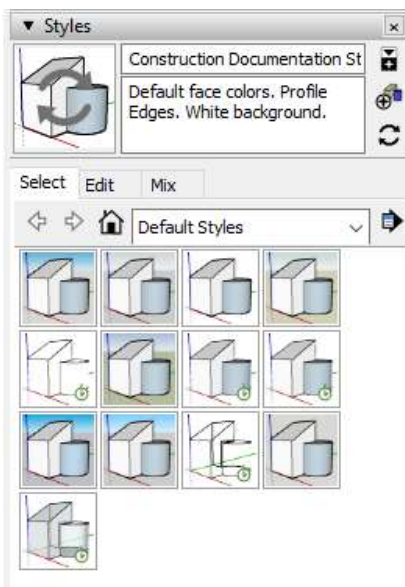 Styles
Construction Documentation St
Default face colors. Profile
Edges. White background.
Select Edit Mix
Default Styles